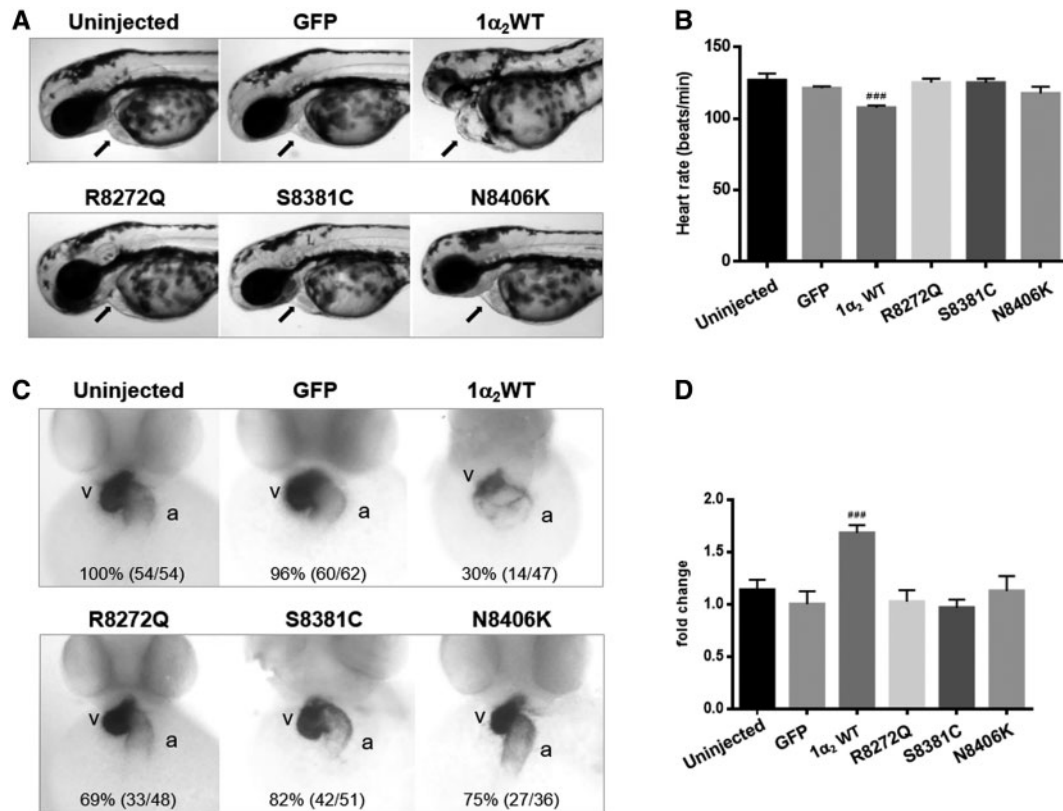 A
Uninjected GFP 1α₂WT
R8272Q S8381C N8406K
L
B
Heart rate (beats/min)
150
100
50
0
###
Uninjected
GFP
1α₂ WT
R8272Q
S8381C
N8406K
C
Uninjected GFP 1α₂WT
v a v a v a
100% (54/54) 96% (60/62) 30% (14/47)
R8272Q S8381C N8406K
v a v a v a
69% (33/48) 82% (42/51) 75% (27/36)
D
fold change
2.0
1.5
1.0
0.5
0.0
###
Uninjected
GFP
1α₂ WT
R8272Q
S8381C
N8406K